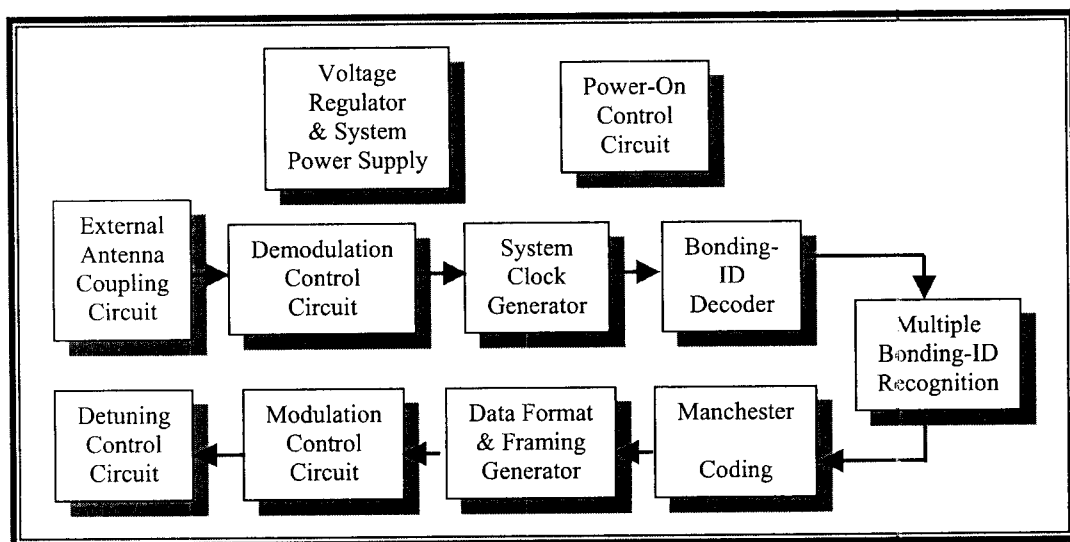 Voltage
Regulator
& System
Power Supply
Power-On
Control
Circuit
External
Antenna
Coupling
Circuit
Demodulation
Control
Circuit
System
Clock
Generator
Bonding-
ID
Decoder
Multiple
Bonding-ID
Recognition
Manchester
Coding
Data Format
& Framing
Generator
Modulation
Control
Circuit
Detuning
Control
Circuit